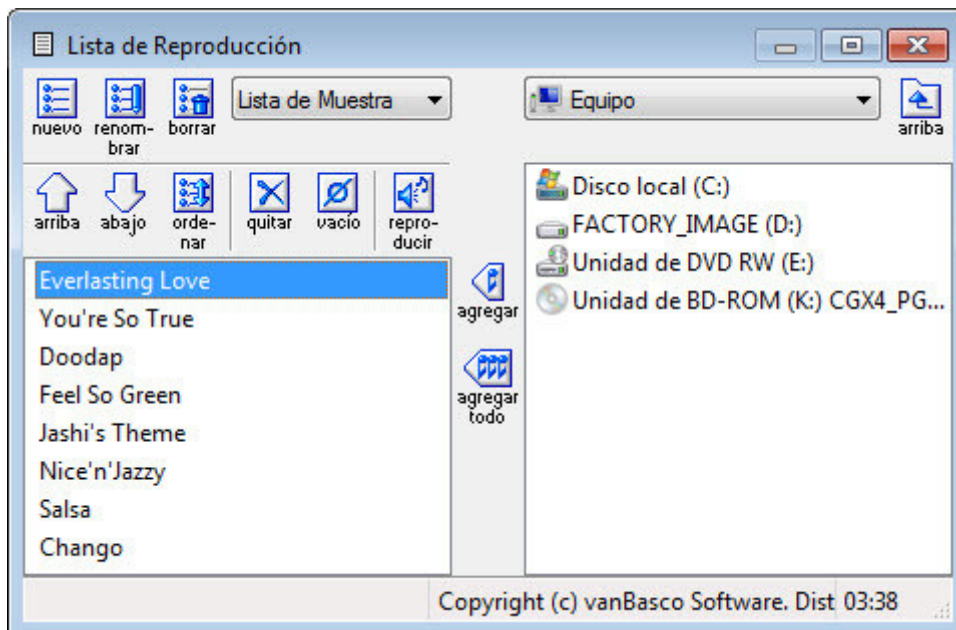 Lista de Reproducción
nuevo
renom-
brar
borrar
Lista de Muestra
Equipo
arriba
arriba
abajo
orde-
nar
quitar
vacío
repro-
ducir
Everlasting Love
You're So True
Doodap
Feel So Green
Jashi's Theme
Nice'n'Jazzy
Salsa
Chango
agregar
agregar
todo
Disco local (C:)
FACTORY_IMAGE (D:)
Unidad de DVD RW (E:)
Unidad de BD-ROM (K:) CGX4_PG...
Copyright (c) vanBasco Software. Dist
03:38